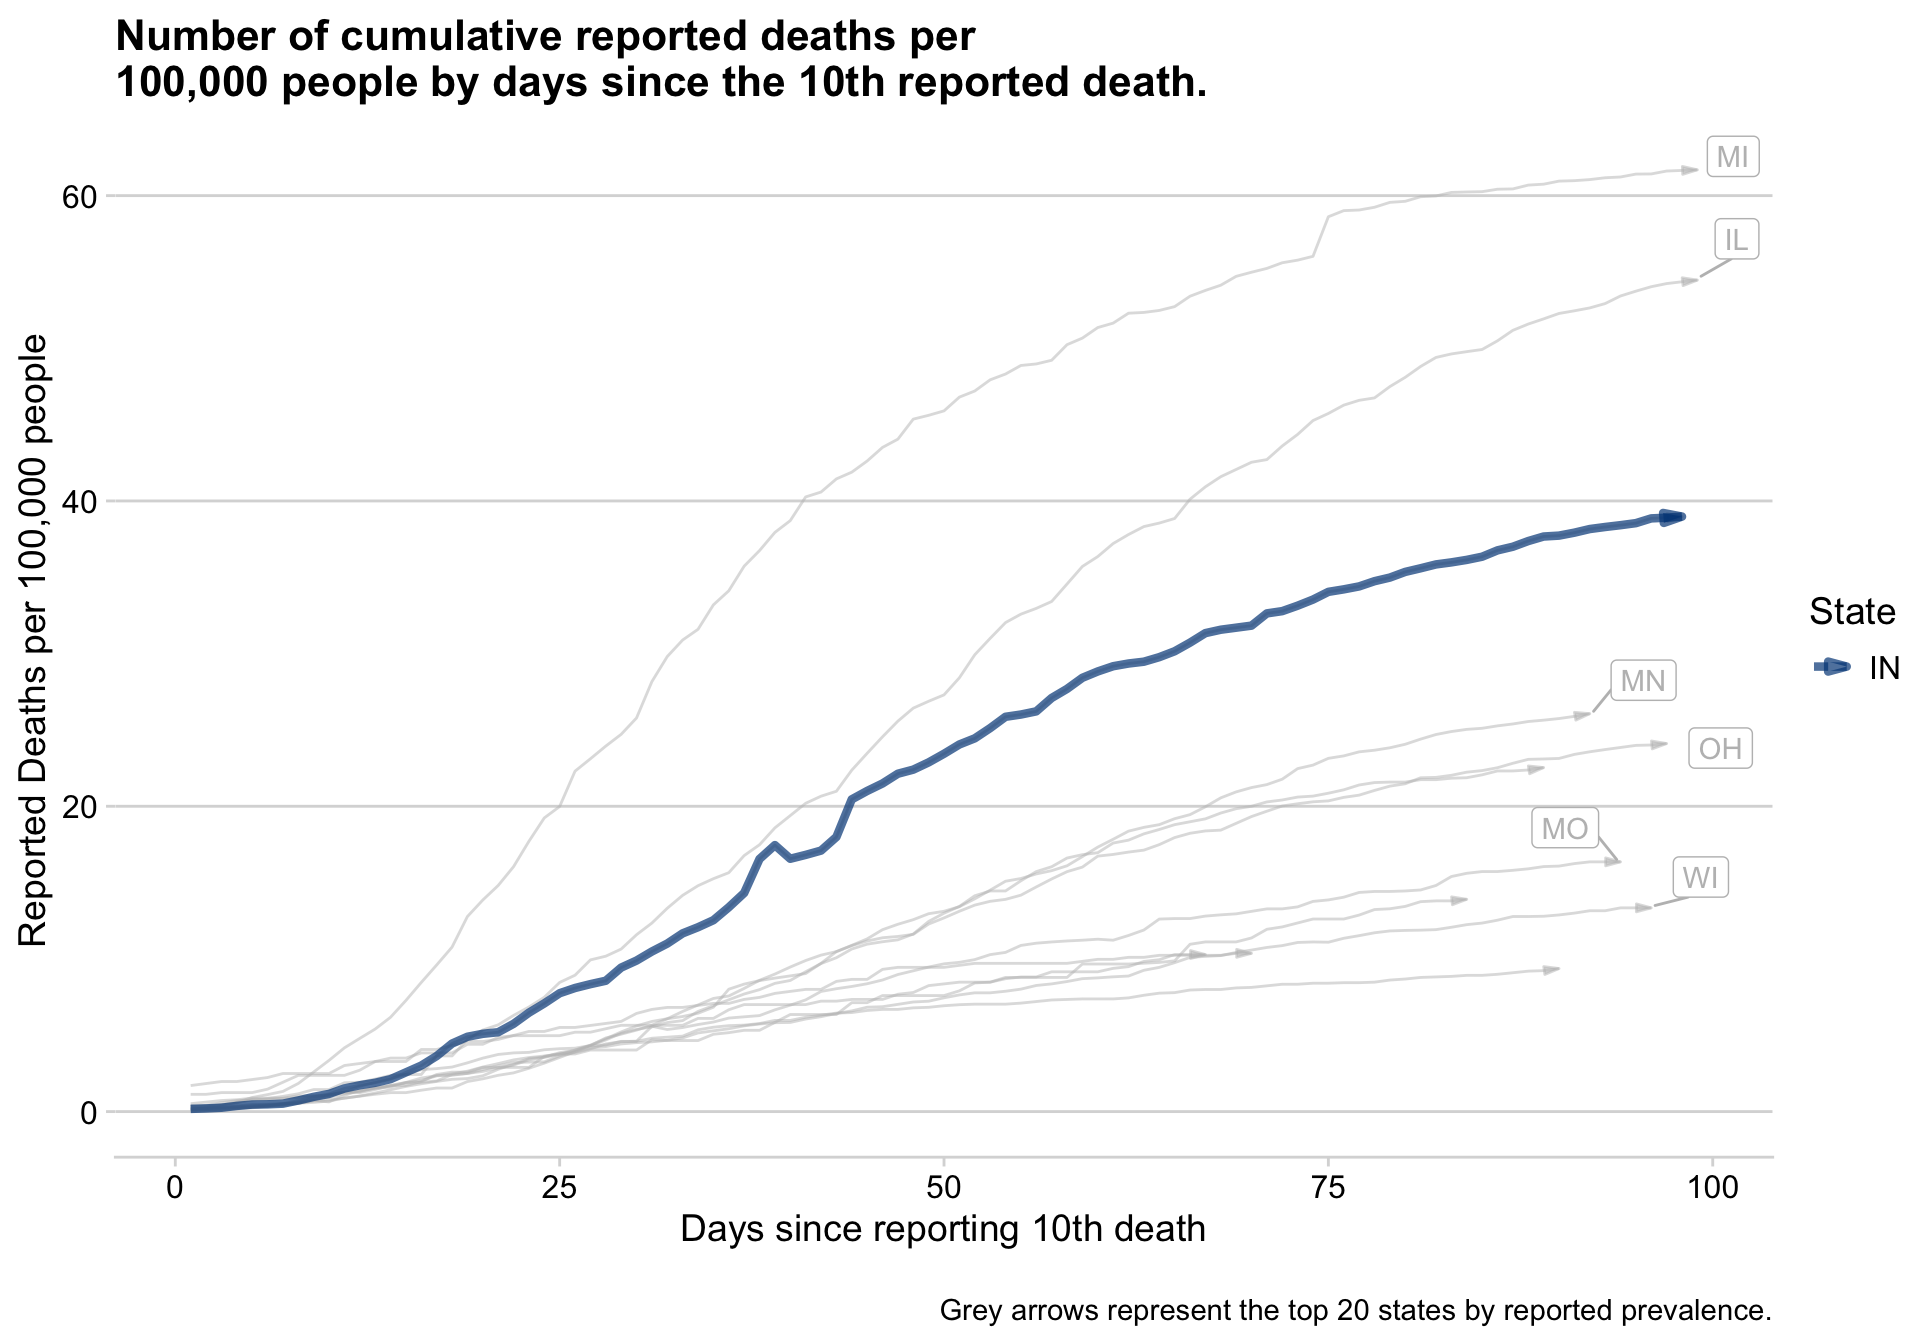 Number of cumulative reported deaths per
100,000 people by days since the 10th reported death.
MI
60
IL
Reported Deaths per 100,000 people
40
State
IN
MN
OH
20
MO
WI
0
0 25 50 75 100
Days since reporting 10th death
Grey arrows represent the top 20 states by reported prevalence.